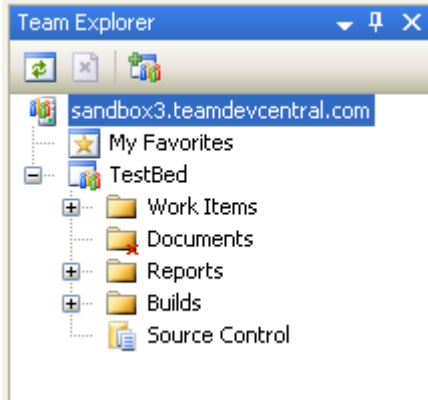 Team Explorer
sandbox3.teamdevcentral.com
My Favorites
TestBed
Work Items
Documents
Reports
Builds
Source Control